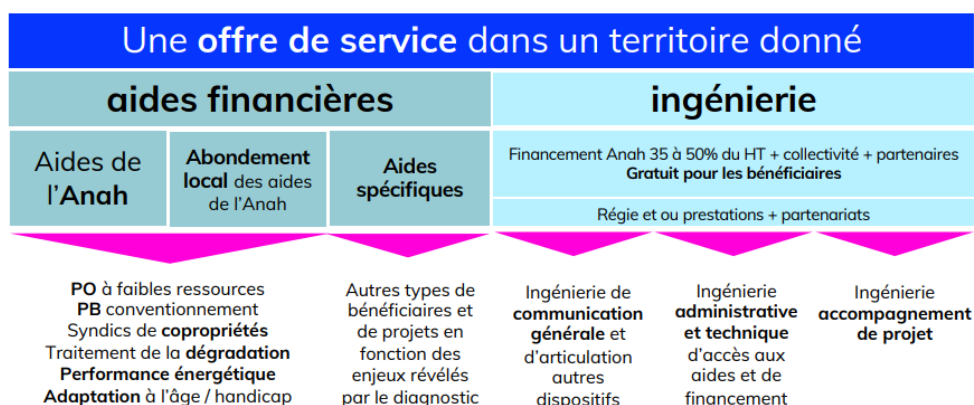 Une offre de service dans un territoire donné
aides financières
ingénierie
Aides de
l'Anah
Abondement
local des aides
de l'Anah
Aides
spécifiques
Financement Anah 35 à 50% du HT + collectivité + partenaires
Gratuit pour les bénéficiaires
Régie et ou prestations + partenariats
PO à faibles ressources
PB conventionnement
Syndics de copropriétés
Traitement de la dégradation
Performance énergétique
Adaptation à l'âge / handicap
Autres types de
bénéficiaires et
de projets en
fonction des
enjeux révélés
par le diagnostic
Ingénierie de
communication
générale et
d'articulation
autres
dispositifs
Ingénierie
administrative
et technique
d'accès aux
aides et de
financement
Ingénierie
accompagnement
de projet